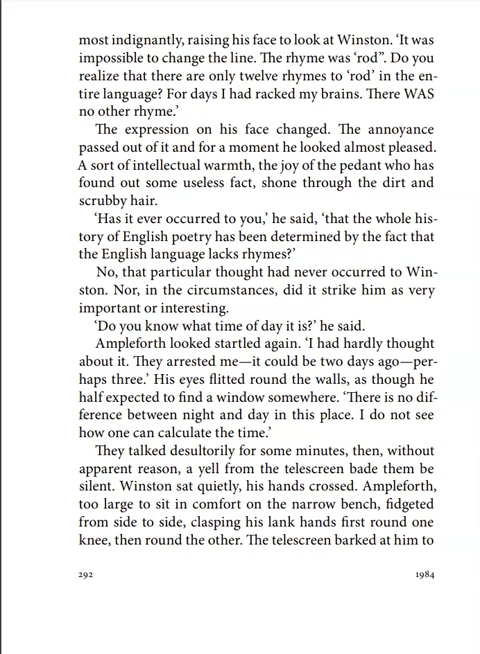 most indignantly, raising his face to look at Winston. ‘It was
impossible to change the line. The rhyme was ‘rod”. Do you
realize that there are only twelve rhymes to ‘rod’ in the en-
tire language? For days I had racked my brains. There WAS
no other rhyme.’
The expression on his face changed. The annoyance
passed out of it and for a moment he looked almost pleased.
A sort of intellectual warmth, the joy of the pedant who has
found out some useless fact, shone through the dirt and
scrubby hair.
‘Has it ever occurred to you,’ he said, ‘that the whole his-
tory of English poetry has been determined by the fact that
the English language lacks rhymes?’
No, that particular thought had never occurred to Win-
ston. Nor, in the circumstances, did it strike him as very
important or interesting.
‘Do you know what time of day it is?’ he said.
Ampleforth looked startled again. ‘I had hardly thought
about it. They arrested me—it could be two days ago—per-
haps three.’ His eyes flitted round the walls, as though he
half expected to find a window somewhere. ‘There is no dif-
ference between night and day in this place. I do not see
how one can calculate the time.’
They talked desultorily for some minutes, then, without
apparent reason, a yell from the telescreen bade them be
silent. Winston sat quietly, his hands crossed. Ampleforth,
too large to sit in comfort on the narrow bench, fidgeted
from side to side, clasping his lank hands first round one
knee, then round the other. The telescreen barked at him to
292 1984